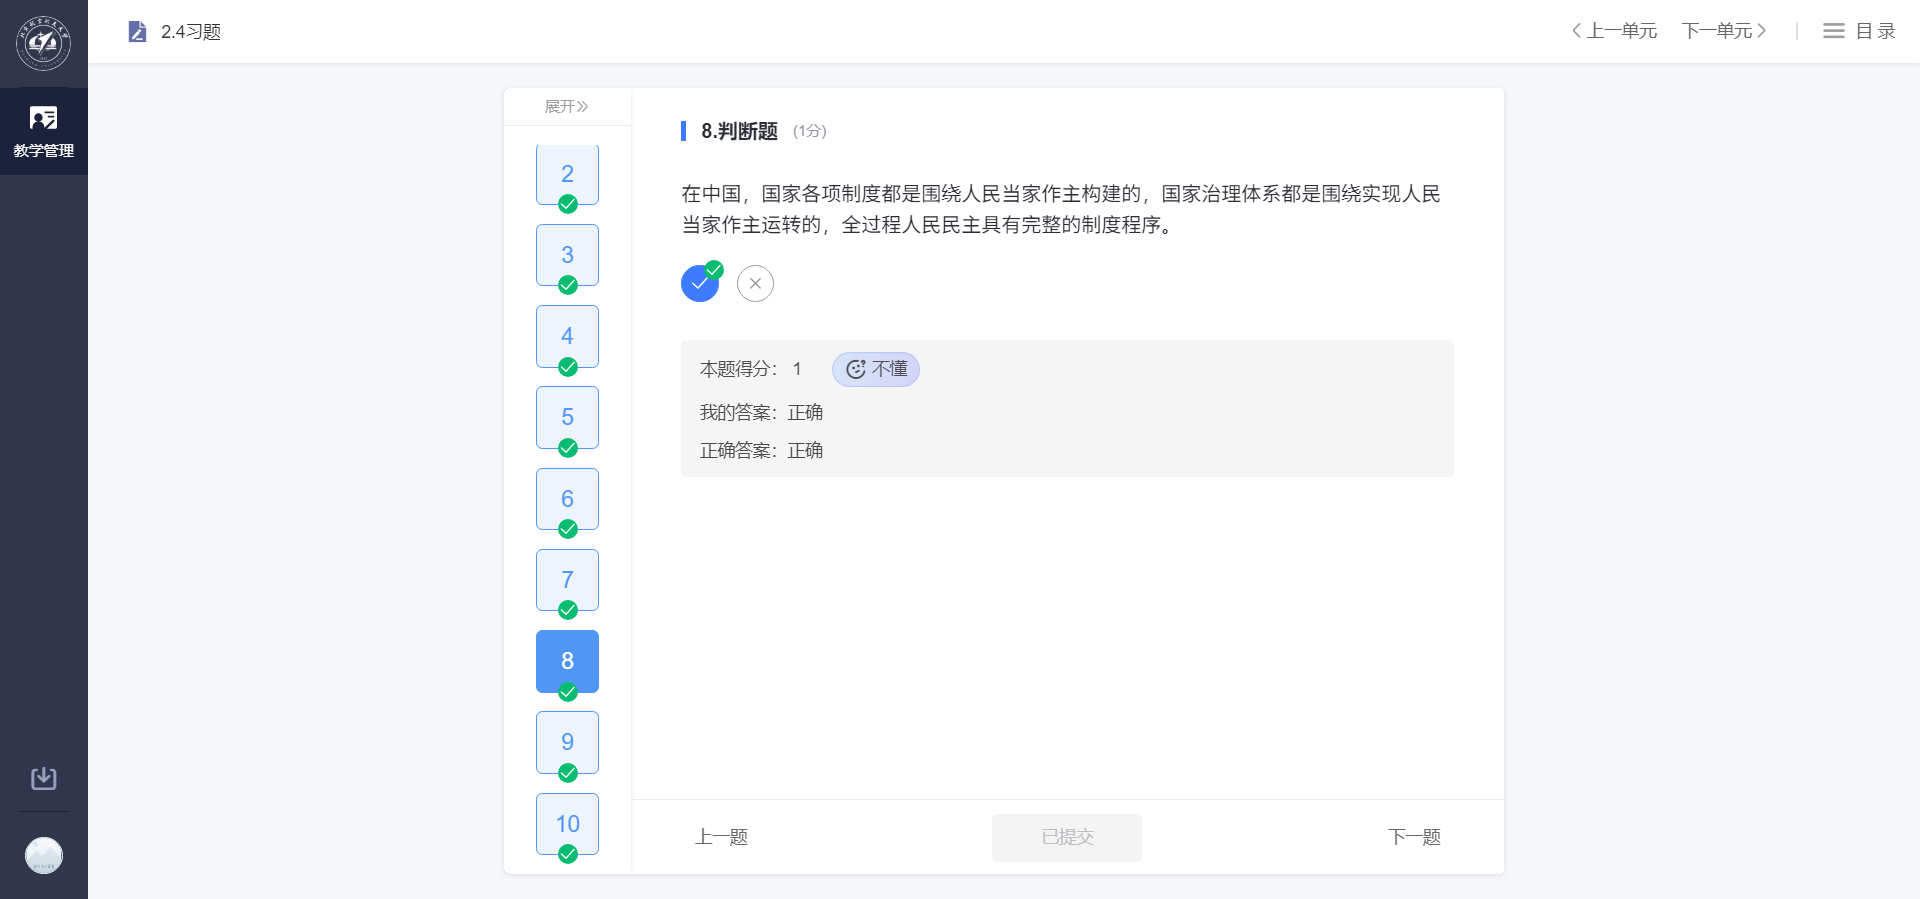 2.4习题
上一单元
下一单元
目录
教学管理
展开
2
3
4
5
6
7
8
9
10
8.判断题 (1分)
在中国，国家各项制度都是围绕人民当家作主构建的，国家治理体系都是围绕实现人民
当家作主运转的，全过程人民民主具有完整的制度程序。
本题得分： 1 不懂
我的答案：正确
正确答案：正确
上一题
已提交
下一题